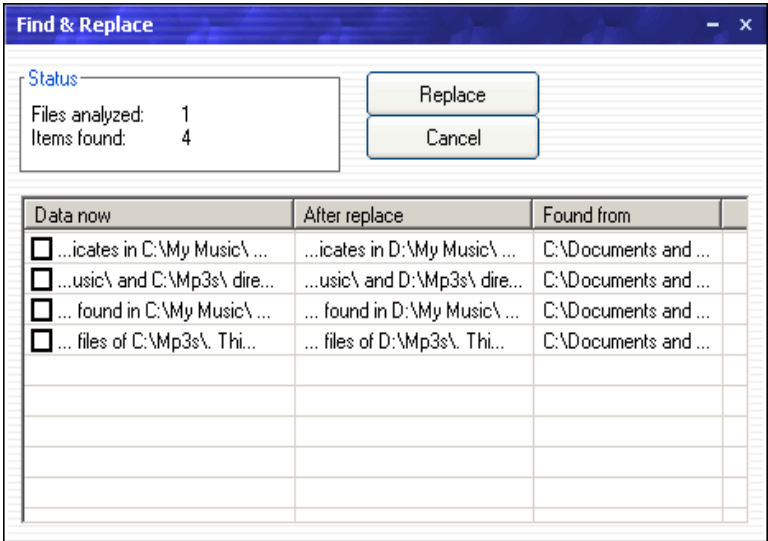 Find & Replace
Status
Files analyzed: 1
Items found: 4
Replace
Cancel
Data now After replace Found from
...icates in C:\My Music\ ... ...icates in D:\My Music\ ... C:\Documents and ...
...usic\ and C:\Mp3s\ dire... ...usic\ and D:\Mp3s\ dire... C:\Documents and ...
... found in C:\My Music\ ... ... found in D:\My Music\ ... C:\Documents and ...
... files of C:\Mp3s\. Thi... ... files of D:\Mp3s\. Thi... C:\Documents and ...